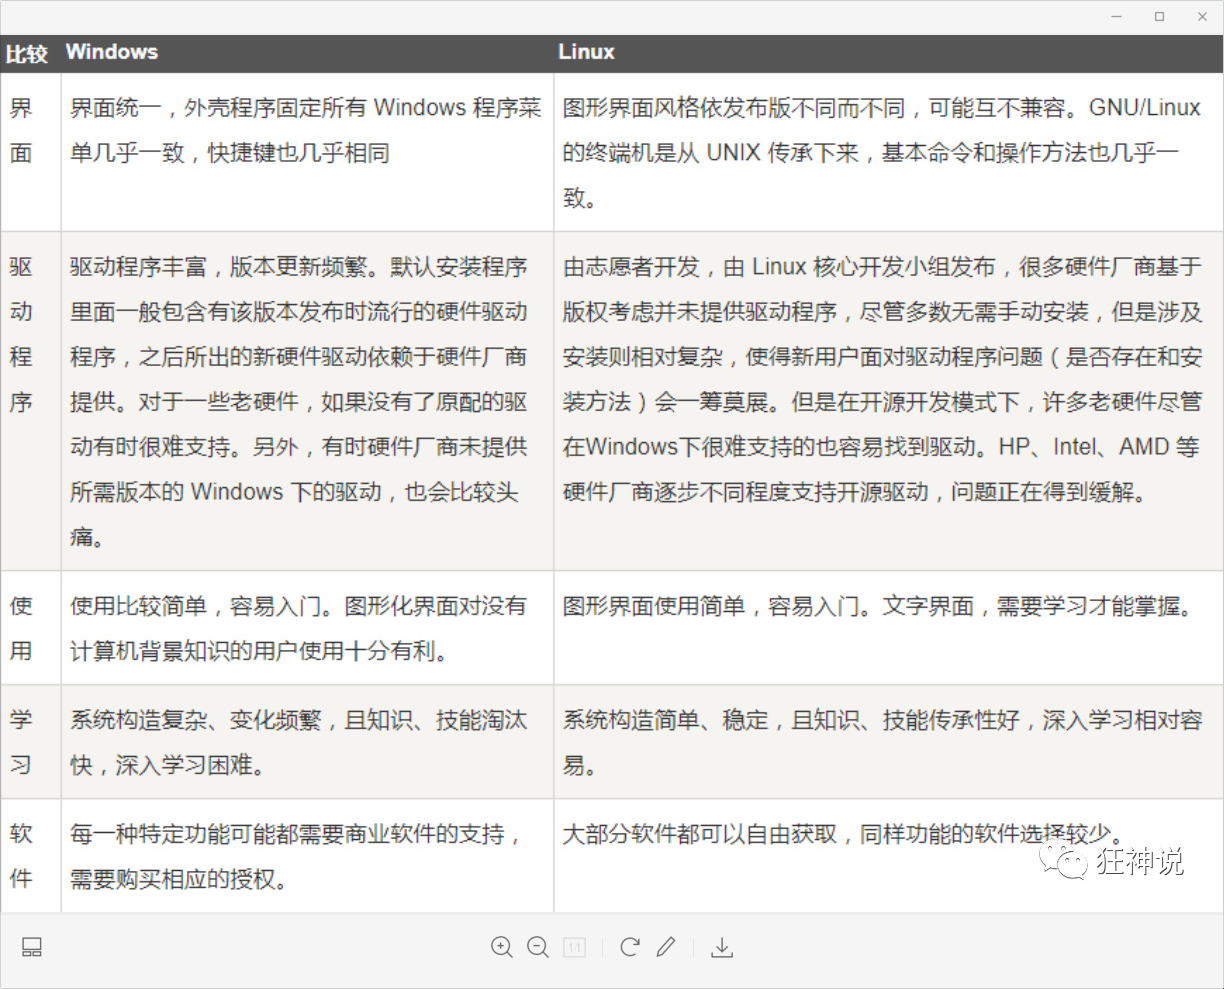 比较 Windows Linux
界面
界面统一，外壳程序固定所有 Windows 程序菜
单几乎一致，快捷键也几乎相同
图形界面风格依发布版不同而不同，可能互不兼容。GNU/Linux
的终端机是从 UNIX 传承下来，基本命令和操作方法也几乎一
致。
驱动程序
驱动程序丰富，版本更新频繁。默认安装程序
里面一般包含有该版本发布时流行的硬件驱动
程序，之后所出的新硬件驱动依赖于硬件厂商
提供。对于一些老硬件，如果没有了原配的驱
动有时很难支持。另外，有时硬件厂商未提供
所需版本的 Windows 下的驱动，也会比较头
痛。
由志愿者开发，由 Linux 核心开发小组发布，很多硬件厂商基于
版权考虑并未提供驱动程序，尽管多数无需手动安装，但是涉及
安装则相对复杂，使得新用户面对驱动程序问题（是否存在和安
装方法）会一筹莫展。但是在开源开发模式下，许多老硬件尽管
在Windows下很难支持的也容易找到驱动。HP、Intel、AMD 等
硬件厂商逐步不同程度支持开源驱动，问题正在得到缓解。
使用
使用比较简单，容易入门。图形化界面对没有
计算机背景知识的用户使用十分有利。
图形界面使用简单，容易入门。文字界面，需要学习才能掌握。
学习
系统构造复杂、变化频繁，且知识、技能淘汰
快，深入学习困难。
系统构造简单、稳定，且知识、技能传承性好，深入学习相对容
易。
软件
每一种特定功能可能都需要商业软件的支持，
需要购买相应的授权。
大部分软件都可以自由获取，同样功能的软件选择较少。
狂神说
1:1